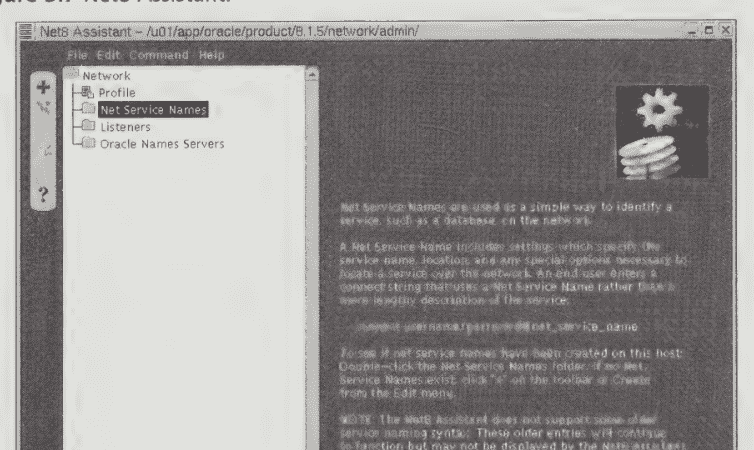 Net8 Assistant.
Net8 Assistant – /u01/app/oracle/product/8.1.5/network/admin/
File Edit Command Help
Network
Profile
Net Service Names
Listeners
Oracle Names Servers
?
Net Service Names are used as a simple way to identify a
service, such as a database, on the network.
A Net Service Name includes settings which specify the
service name, location, and any special options necessary to
locate a service over the network. An end user enters a
connect string that uses a Net Service Name rather than a
more lengthy description of the service:
connect username/password@net_service_name
To see if net service names have been created on this host:
Double-click the Net Service Names folder. If no Net
Service Names exist, click "+" on the toolbar or Create
from the Edit menu.
NOTE: The Net8 Assistant does not support some older
service naming syntax. These older entries will continue
to function but may not be displayed by the Net8 Assistant